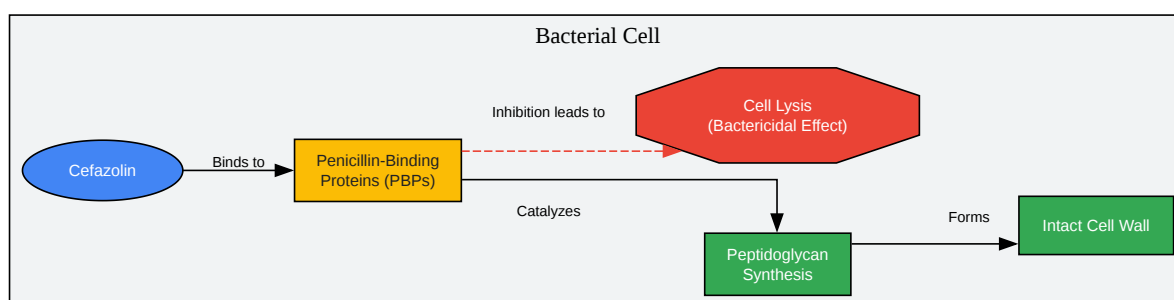 Bacterial Cell
Cefazolin
Binds to
Penicillin-Binding
Proteins (PBPs)
Inhibition leads to
Cell Lysis
(Bactericidal Effect)
Catalyzes
Peptidoglycan
Synthesis
Forms
Intact Cell Wall